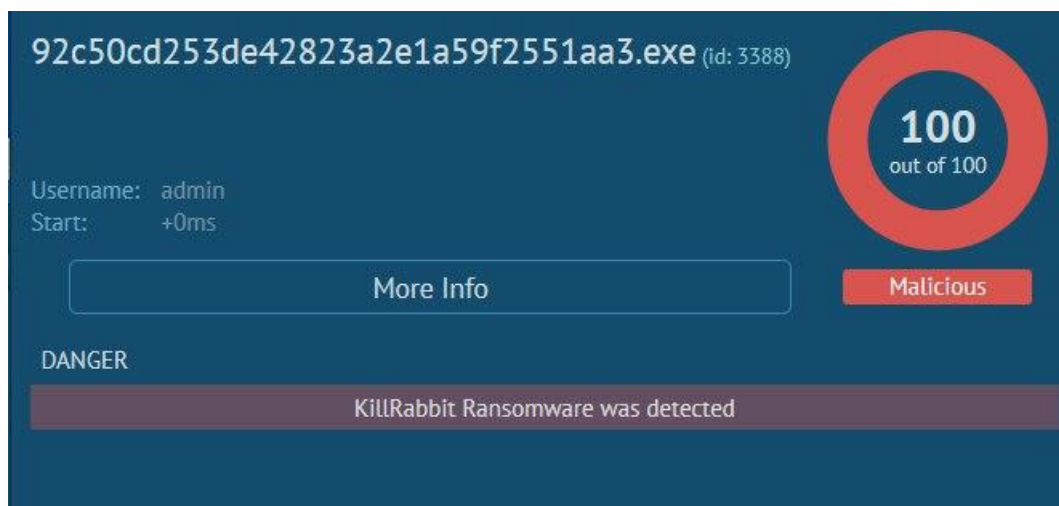 92c50cd253de42823a2e1a59f2551aa3.exe (id: 3388)
100
out of 100
Username: admin
Start: +0ms
More Info
Malicious
DANGER
KillRabbit Ransomware was detected